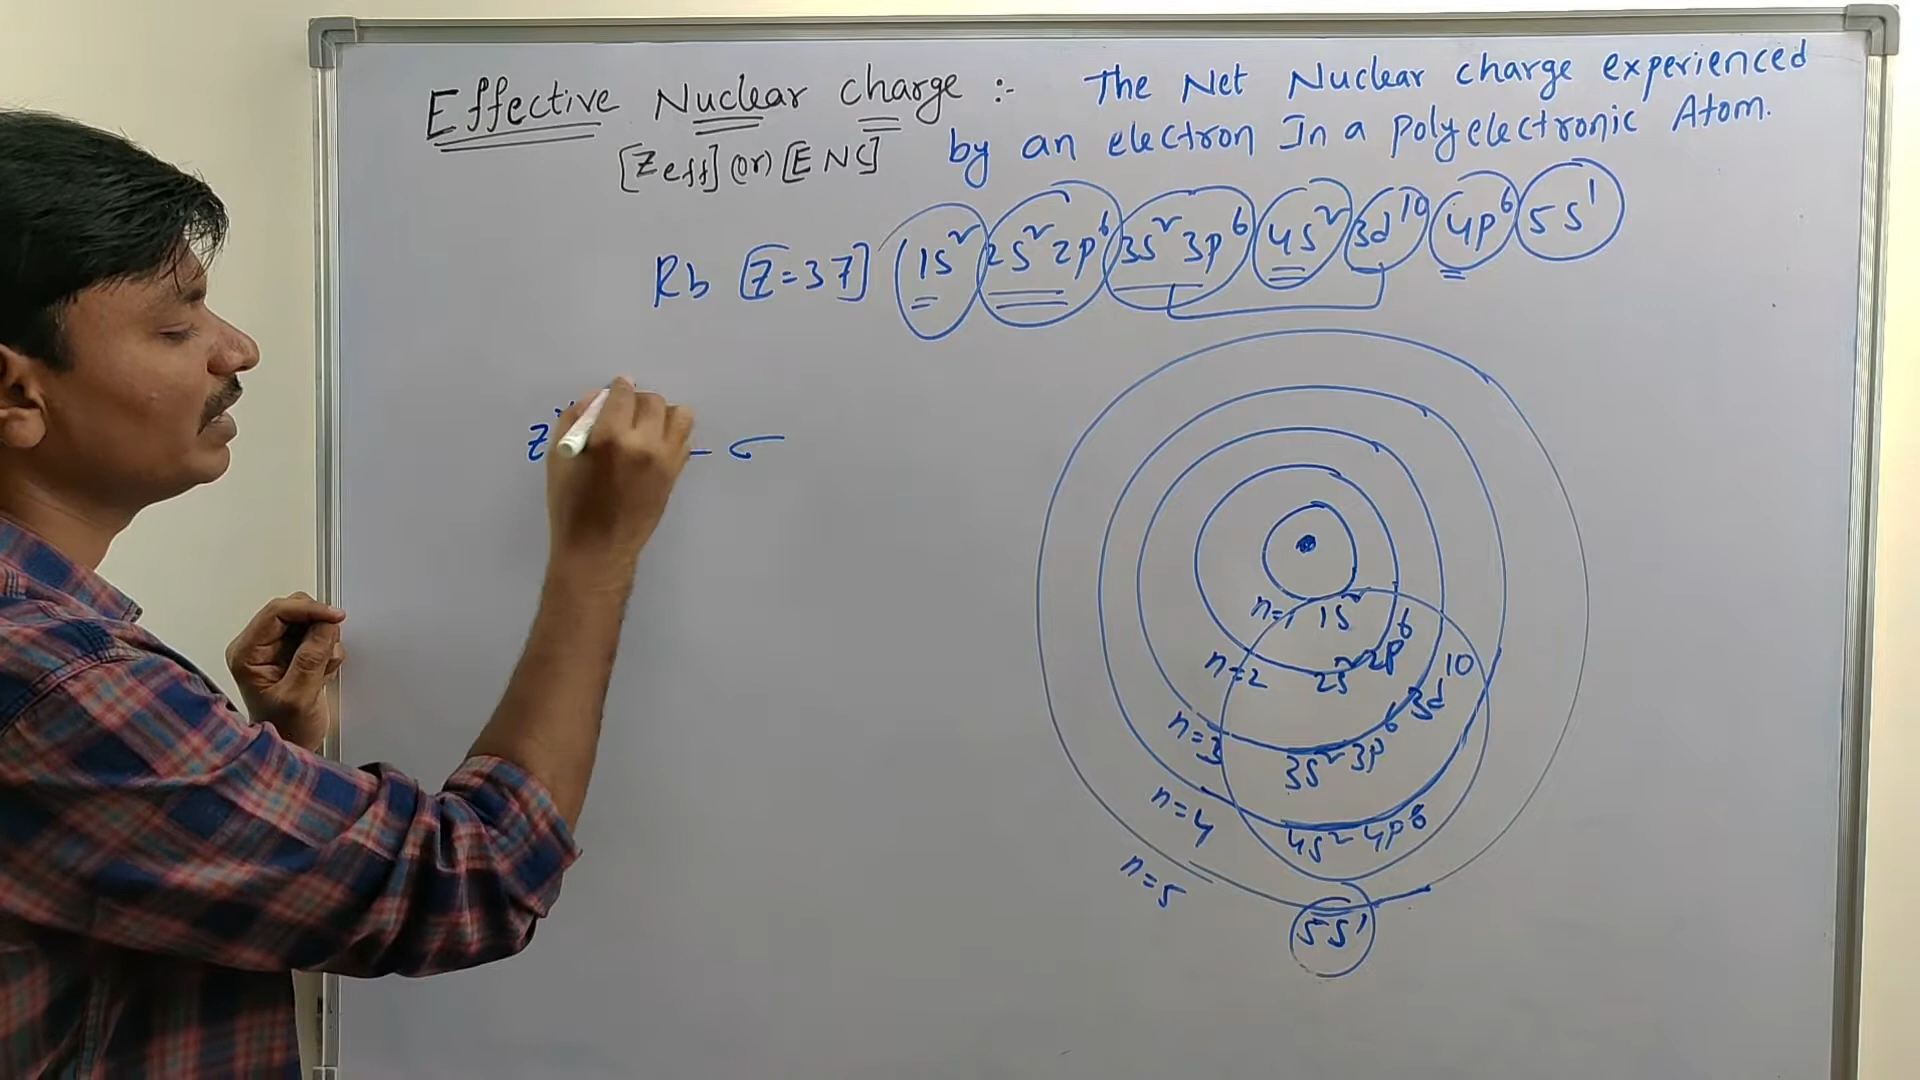 Effective Nuclear charge :- The Net Nuclear charge experienced
[Zeff] (or) [ENC] by an electron In a polyelectronic Atom.
Rb [Z=37] 1s² 2s² 2p⁶ 3s² 3p⁶ 4s² 3d¹⁰ 4p⁶ 5s¹
Z - σ
n=1 1s²
n=2 2s² 2p⁶
n=3 3s² 3p⁶ 3d¹⁰
n=4 4s² 4p⁶
n=5
5s¹